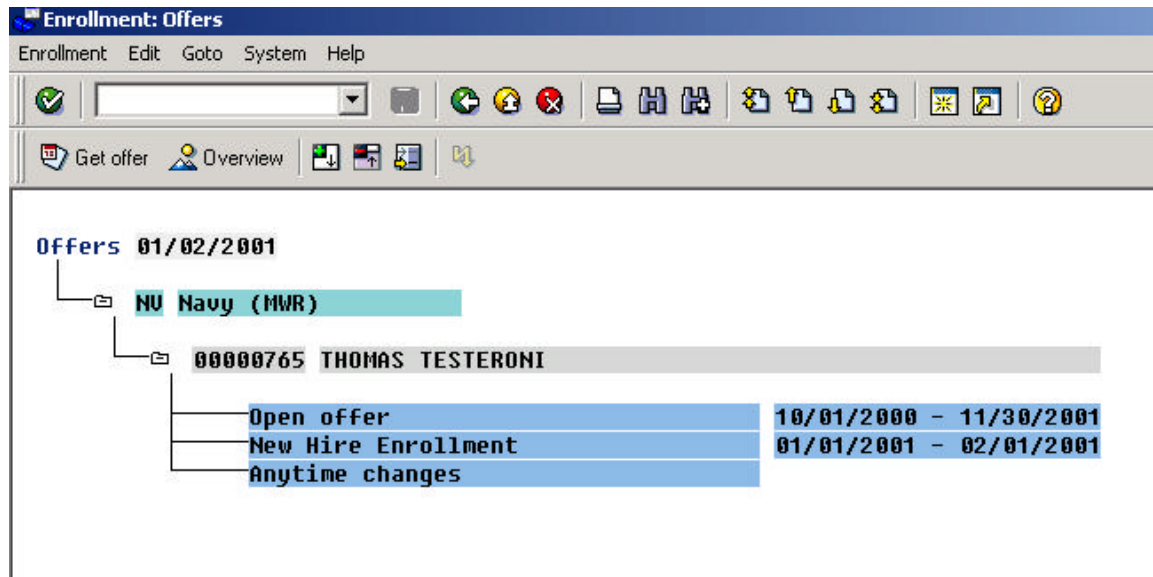 Enrollment: Offers
Enrollment Edit Goto System Help
Get offer Overview
Offers 01/02/2001
NV Navy (MWR)
00000765 THOMAS TESTERONI
Open offer 10/01/2000 - 11/30/2001
New Hire Enrollment 01/01/2001 - 02/01/2001
Anytime changes